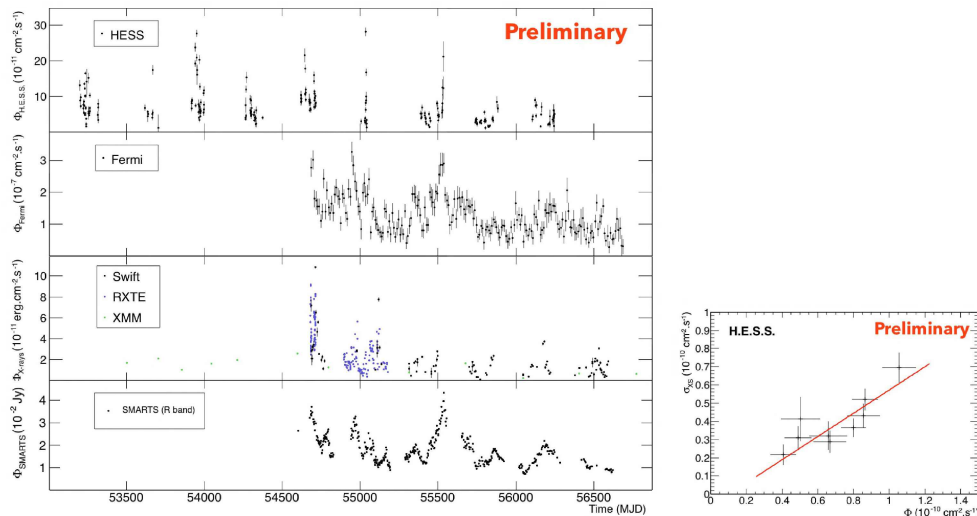 HESS
Preliminary
30
20
10
Φ_H.E.S.S. (10⁻¹¹ cm⁻².s⁻¹)
Fermi
3
2
1
Φ_Fermi (10⁻⁷ cm⁻².s⁻¹)
Swift
RXTE
XMM
10
8
6
4
2
Φ_X-rays (10⁻¹¹ erg.cm⁻².s⁻¹)
SMARTS (R band)
4
3
2
1
Φ_SMARTS (10⁻² Jy)
53500 54000 54500 55000 55500 56000 56500
Time (MJD)
H.E.S.S. Preliminary
1
0.9
0.8
0.7
0.6
0.5
0.4
0.3
0.2
0.1
0
σ_XS (10⁻¹⁰ cm⁻².s⁻¹)
0 0.2 0.4 0.6 0.8 1 1.2 1.4
Φ (10⁻¹⁰ cm⁻².s⁻¹)